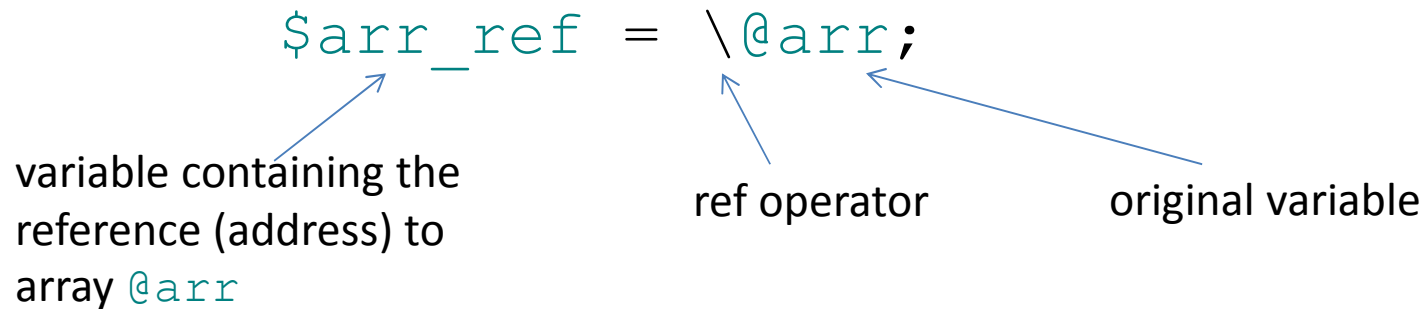 $arr_ref = \@arr;
variable containing the
reference (address) to
array @arr
ref operator
original variable